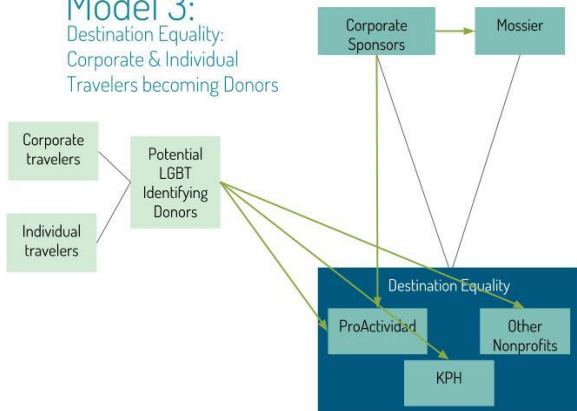 Model 3:
Destination Equality:
Corporate & Individual
Travelers becoming Donors
Corporate
Sponsors
Mossier
Corporate
travelers
Potential
LGBT
Identifying
Donors
Individual
travelers
Destination Equality
ProActividad
Other
Nonprofits
KPH